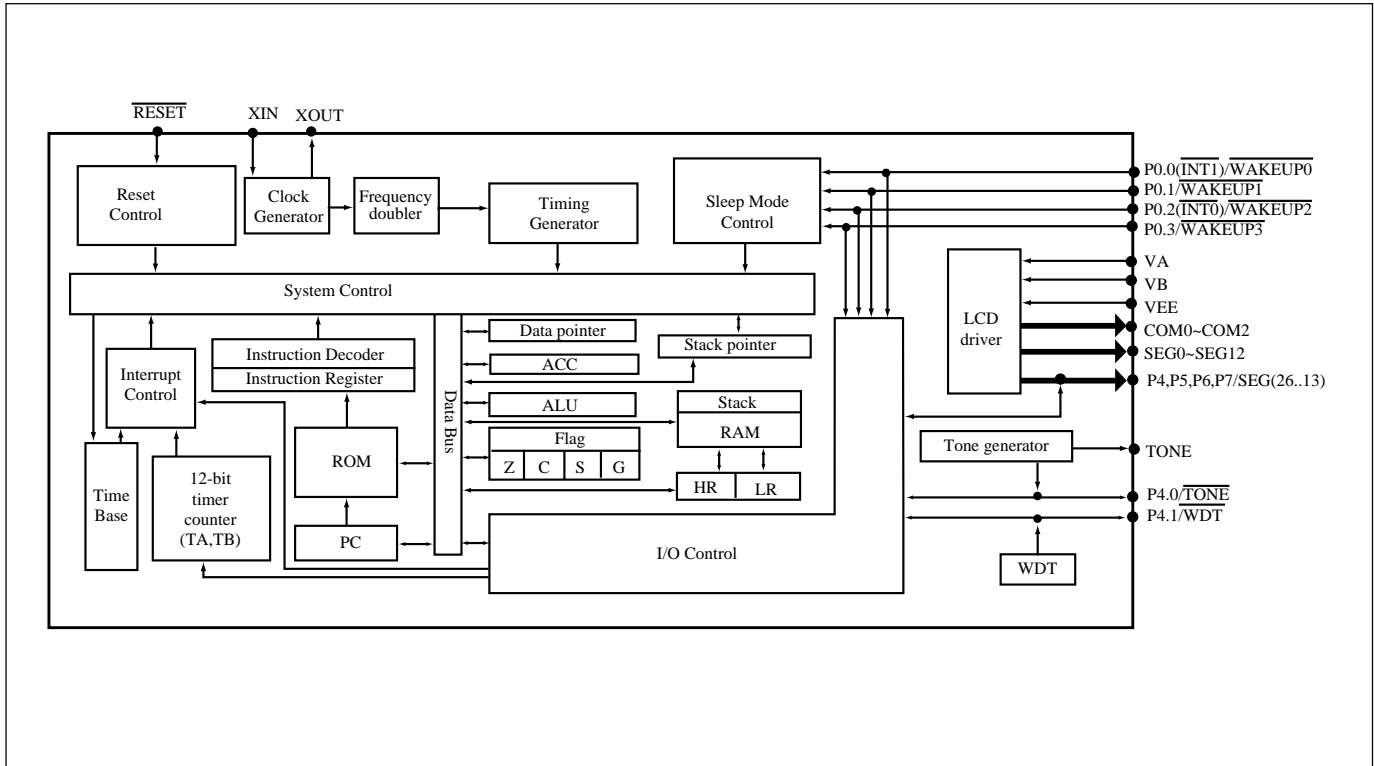 RESET
XIN
XOUT
Reset
Control
Clock
Generator
Frequency
doubler
Timing
Generator
Sleep Mode
Control
P0.0(INT1)/WAKEUP0
P0.1/WAKEUP1
P0.2(INT0)/WAKEUP2
P0.3/WAKEUP3
System Control
LCD
driver
VA
VB
VEE
COM0~COM2
SEG0~SEG12
P4,P5,P6,P7/SEG(26..13)
Interrupt
Control
Instruction Decoder
Instruction Register
Data Bus
Data pointer
ACC
ALU
Flag
Z
C
S
G
Stack pointer
Stack
RAM
HR
LR
Tone generator
TONE
P4.0/TONE
P4.1/WDT
WDT
Time
Base
12-bit
timer
counter
(TA,TB)
ROM
PC
I/O Control